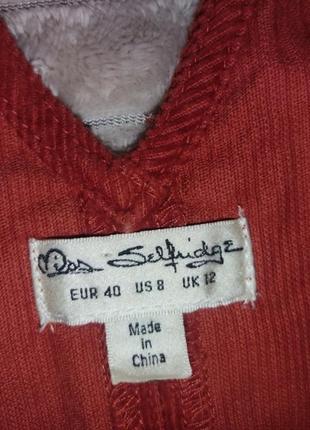 Miss Selfridge
EUR 40 US 8 UK 12
Made
in
China